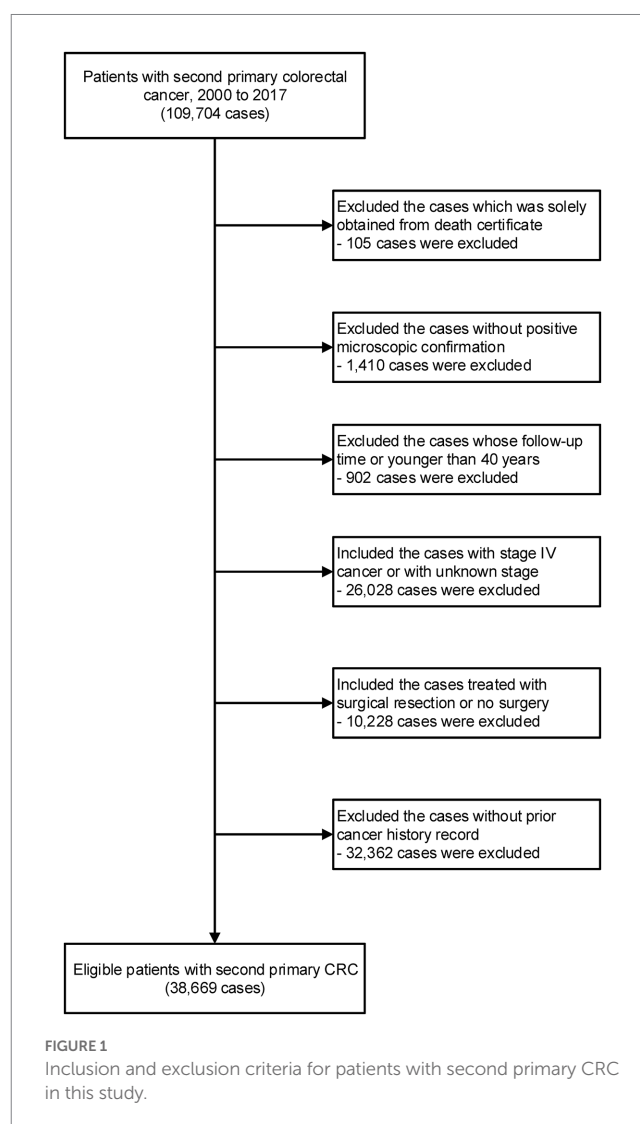 Patients with second primary colorectal
cancer, 2000 to 2017
(109,704 cases)
Excluded the cases which was solely
obtained from death certificate
- 105 cases were excluded
Excluded the cases without positive
microscopic confirmation
- 1,410 cases were excluded
Excluded the cases whose follow-up
time or younger than 40 years
- 902 cases were excluded
Included the cases with stage IV
cancer or with unknown stage
- 26,028 cases were excluded
Included the cases treated with
surgical resection or no surgery
- 10,228 cases were excluded
Excluded the cases without prior
cancer history record
- 32,362 cases were excluded
Eligible patients with second primary CRC
(38,669 cases)
FIGURE 1
Inclusion and exclusion criteria for patients with second primary CRC
in this study.